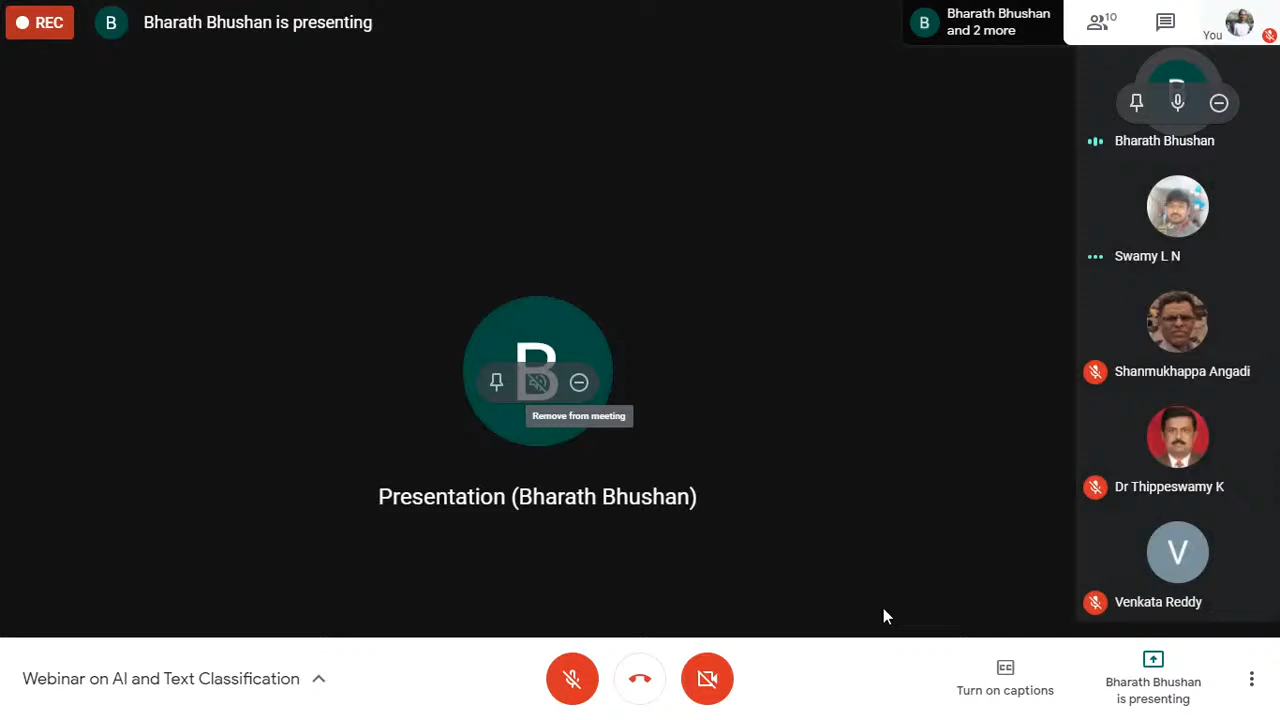 REC
B
Bharath Bhushan is presenting
B
Bharath Bhushan
and 2 more
10
You
Bharath Bhushan
Swamy L N
Shanmukhappa Angadi
Dr Thippeswamy K
V
Venkata Reddy
B
Remove from meeting
Presentation (Bharath Bhushan)
Webinar on AI and Text Classification
CC
Turn on captions
Bharath Bhushan
is presenting